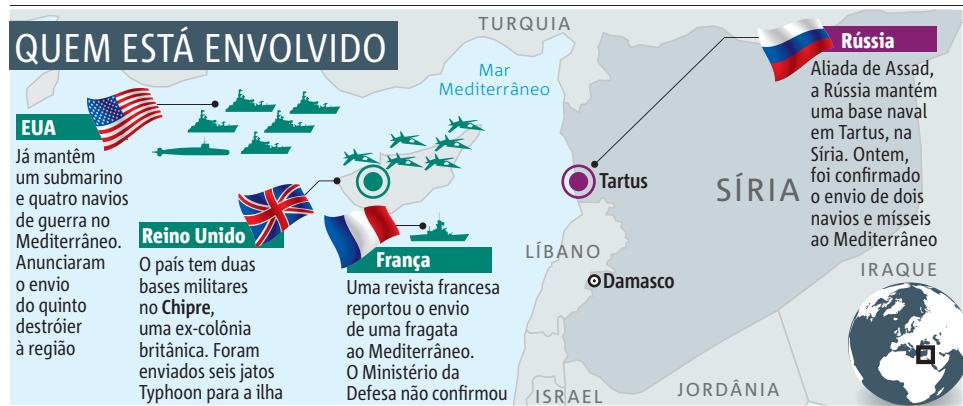 QUEM ESTÁ ENVOLVIDO
TURQUIA
Mar
Mediterrâneo
EUA
Já mantêm
um submarino
e quatro navios
de guerra no
Mediterrâneo.
Anunciaram
o envio
do quinto
destróier
à região
Reino Unido
O país tem duas
bases militares
no Chipre,
uma ex-colônia
britânica. Foram
enviados seis jatos
Typhoon para a ilha
França
Uma revista francesa
reportou o envio
de uma fragata
ao Mediterrâneo.
O Ministério da
Defesa não confirmou
Rússia
Aliada de Assad,
a Rússia mantém
uma base naval
em Tartus, na
Síria. Ontem,
foi confirmado
o envio de dois
navios e mísseis
ao Mediterrâneo
Tartus
SÍRIA
LÍBANO
Damasco
IRAQUE
ISRAEL
JORDÂNIA